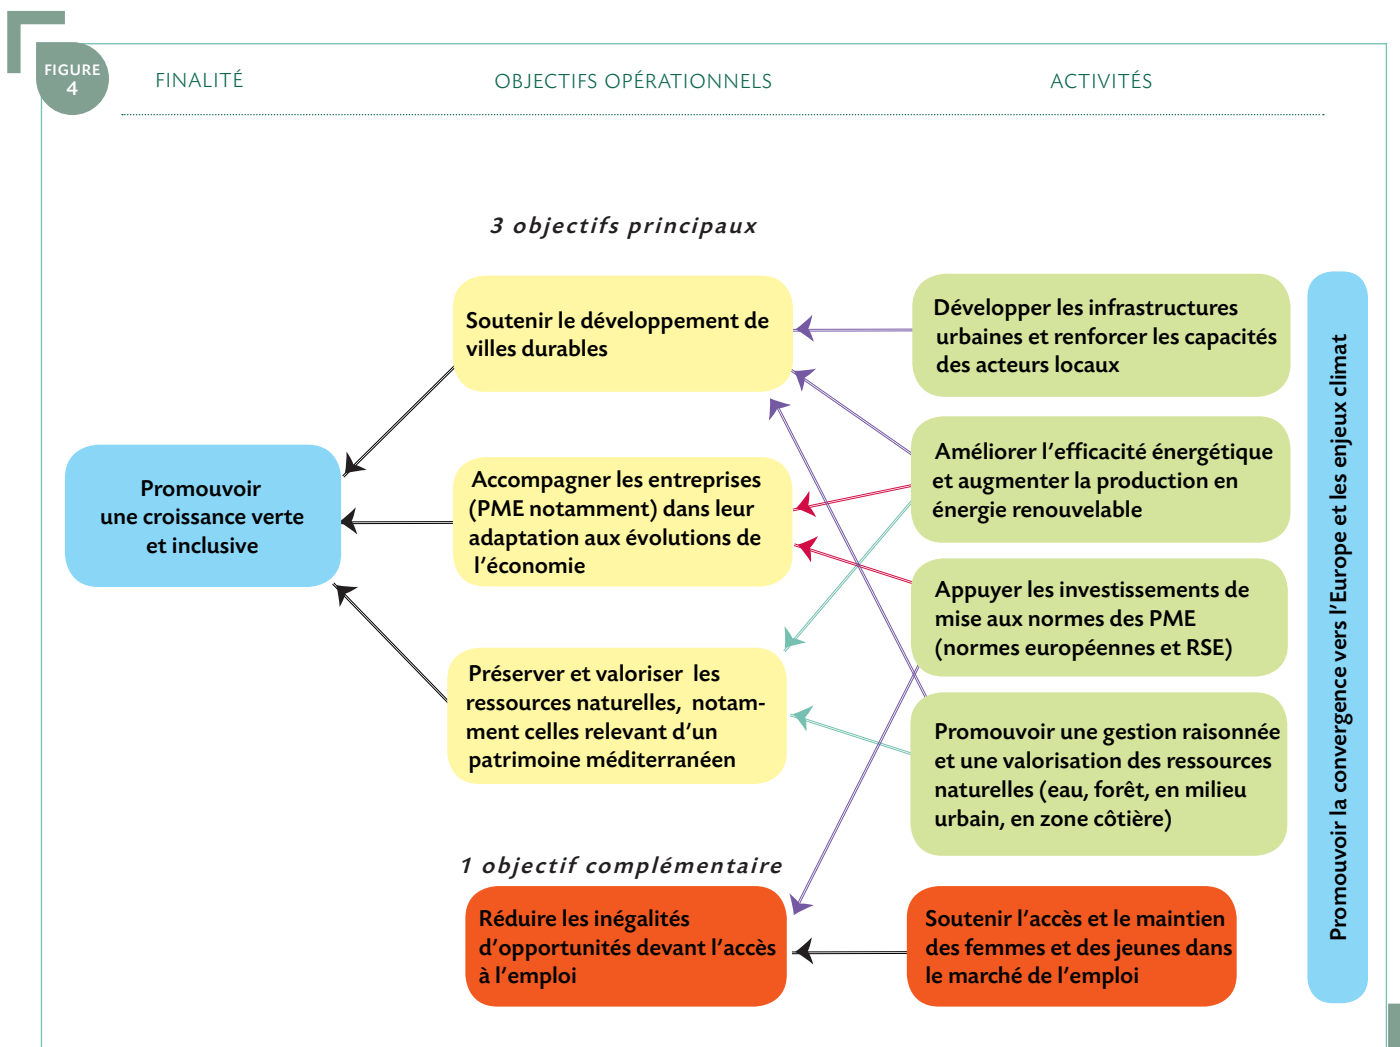 FIGURE
4
FINALITÉ
OBJECTIFS OPÉRATIONNELS
ACTIVITÉS
3 objectifs principaux
Promouvoir
une croissance verte
et inclusive
Soutenir le développement de
villes durables
Accompagner les entreprises
(PME notamment) dans leur
adaptation aux évolutions de
l’économie
Préserver et valoriser les
ressources naturelles, notam-
ment celles relevant d’un
patrimoine méditerranéen
1 objectif complémentaire
Réduire les inégalités
d’opportunités devant l’accès
à l’emploi
Développer les infrastructures
urbaines et renforcer les capacités
des acteurs locaux
Améliorer l’efficacité énergétique
et augmenter la production en
énergie renouvelable
Appuyer les investissements de
mise aux normes des PME
(normes européennes et RSE)
Promouvoir une gestion raisonnée
et une valorisation des ressources
naturelles (eau, forêt, en milieu
urbain, en zone côtière)
Soutenir l’accès et le maintien
des femmes et des jeunes dans
le marché de l’emploi
Promouvoir la convergence vers l’Europe et les enjeux climat